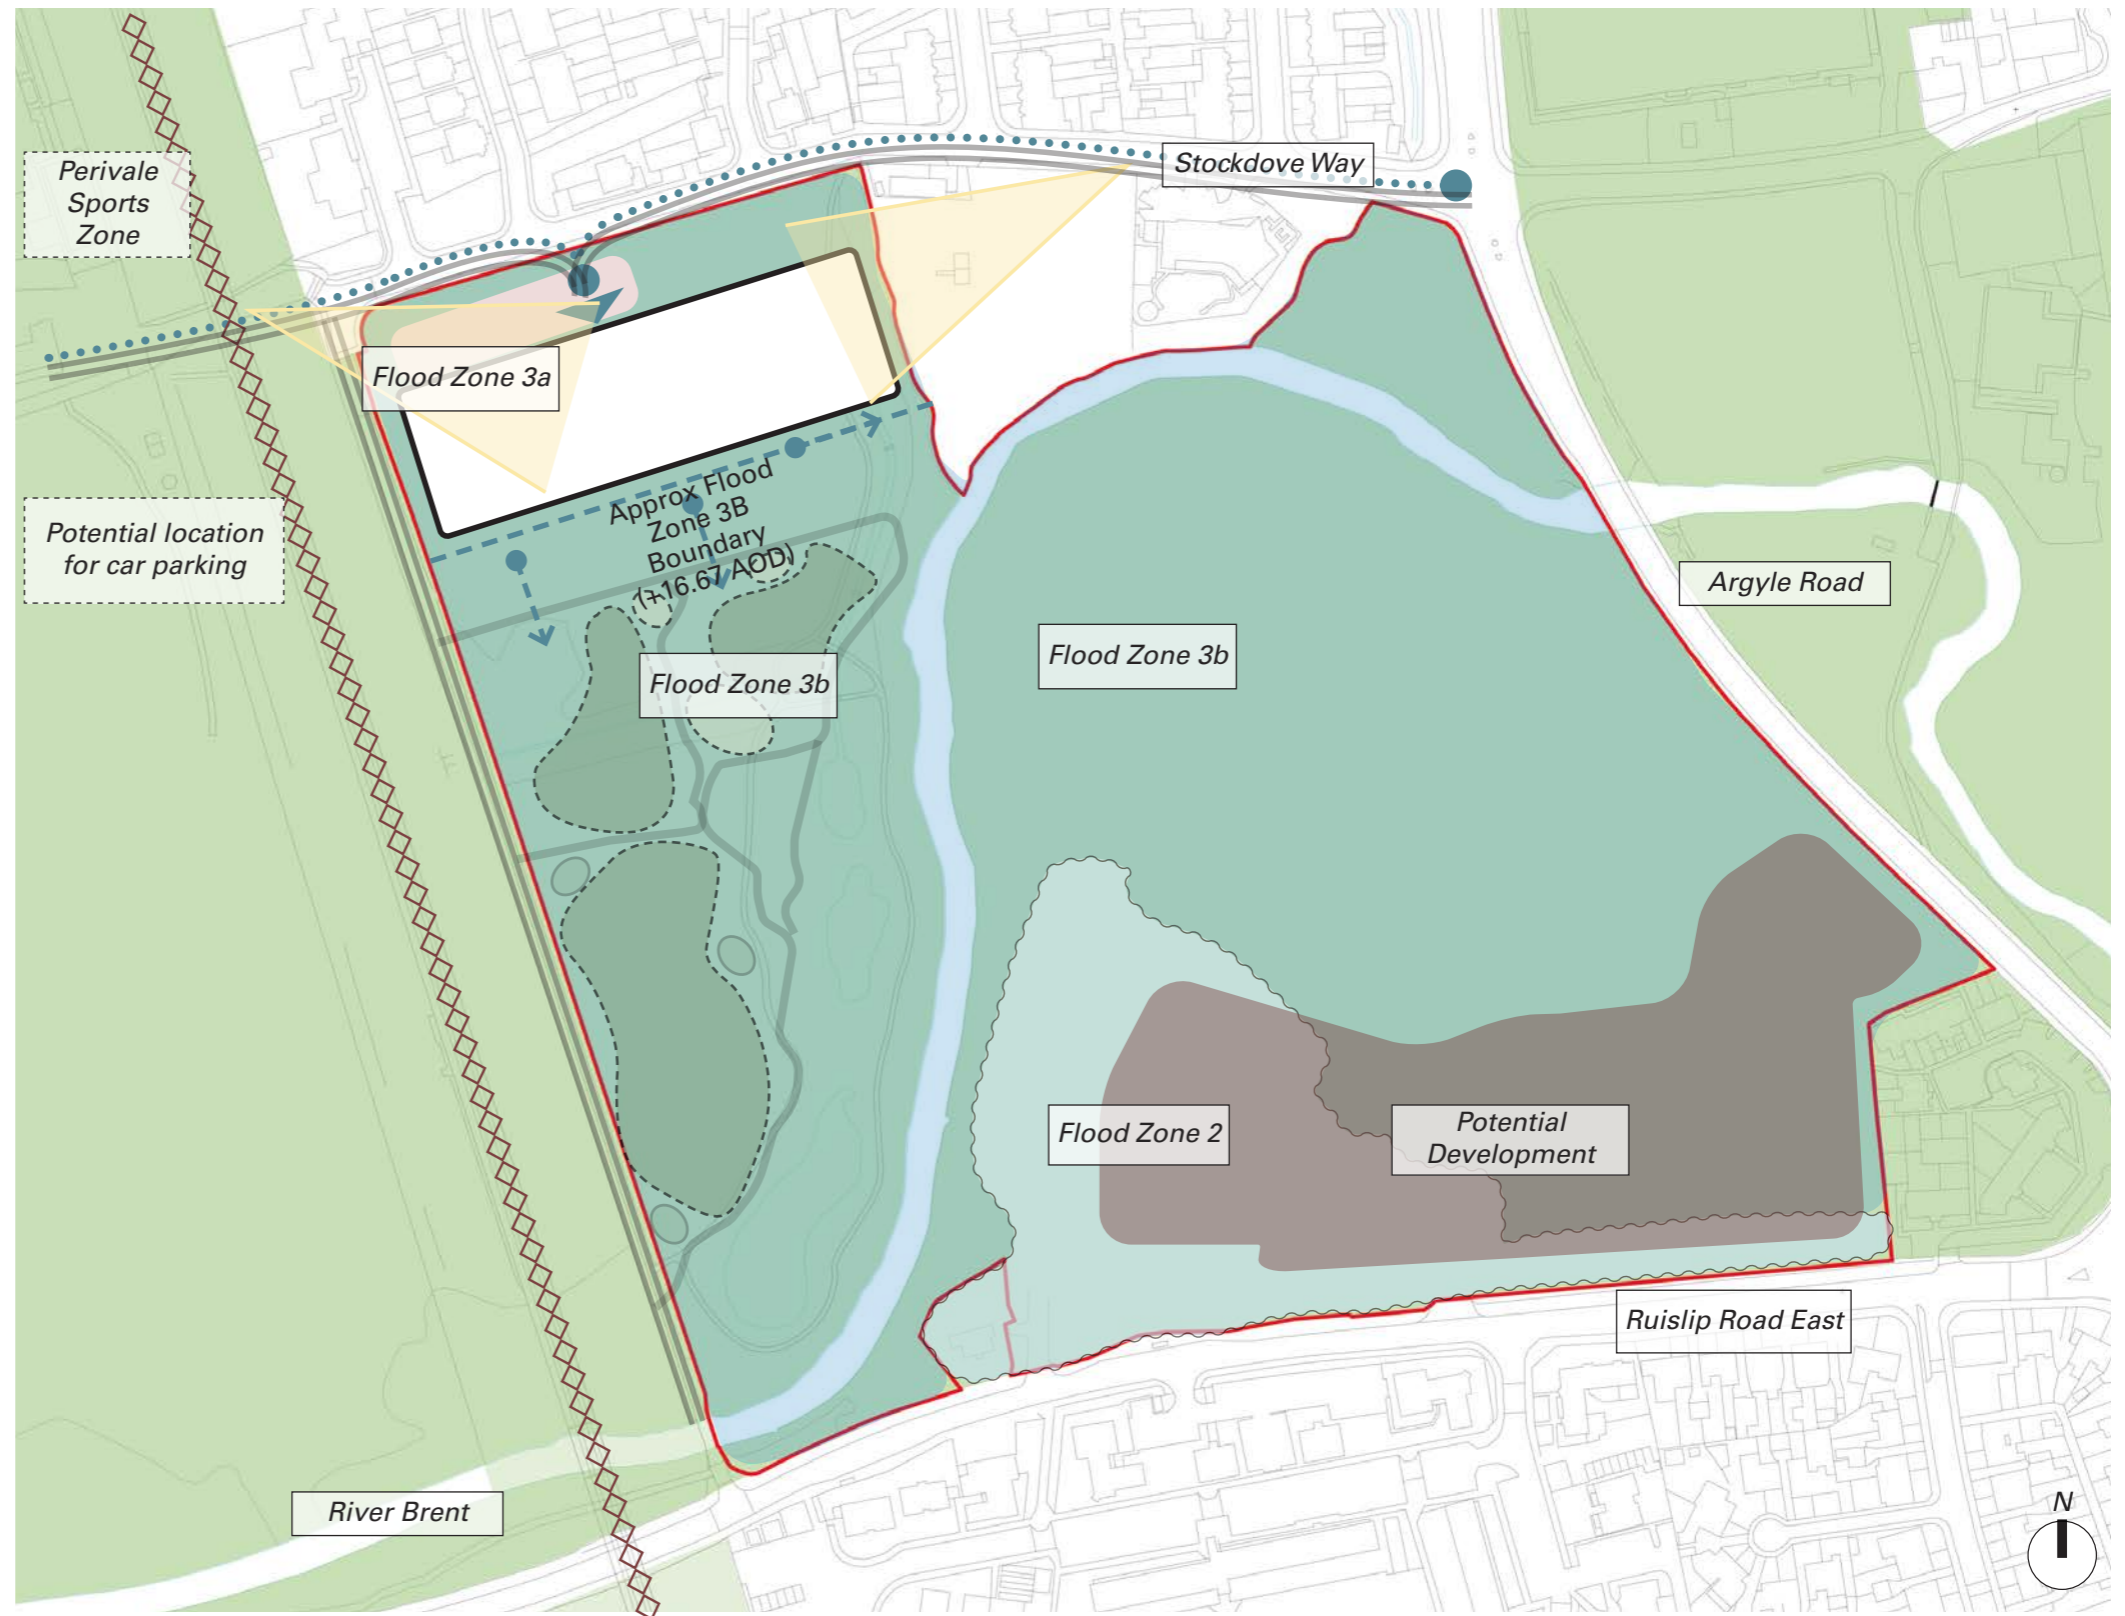 Stockdove Way
Perivale
Sports
Zone
Flood Zone 3a
Approx Flood
Zone 3B
Boundary
(+16.67 AOD)
Potential location
for car parking
Argyle Road
Flood Zone 3b
Flood Zone 3b
Flood Zone 2
Potential
Development
Ruislip Road East
River Brent
N